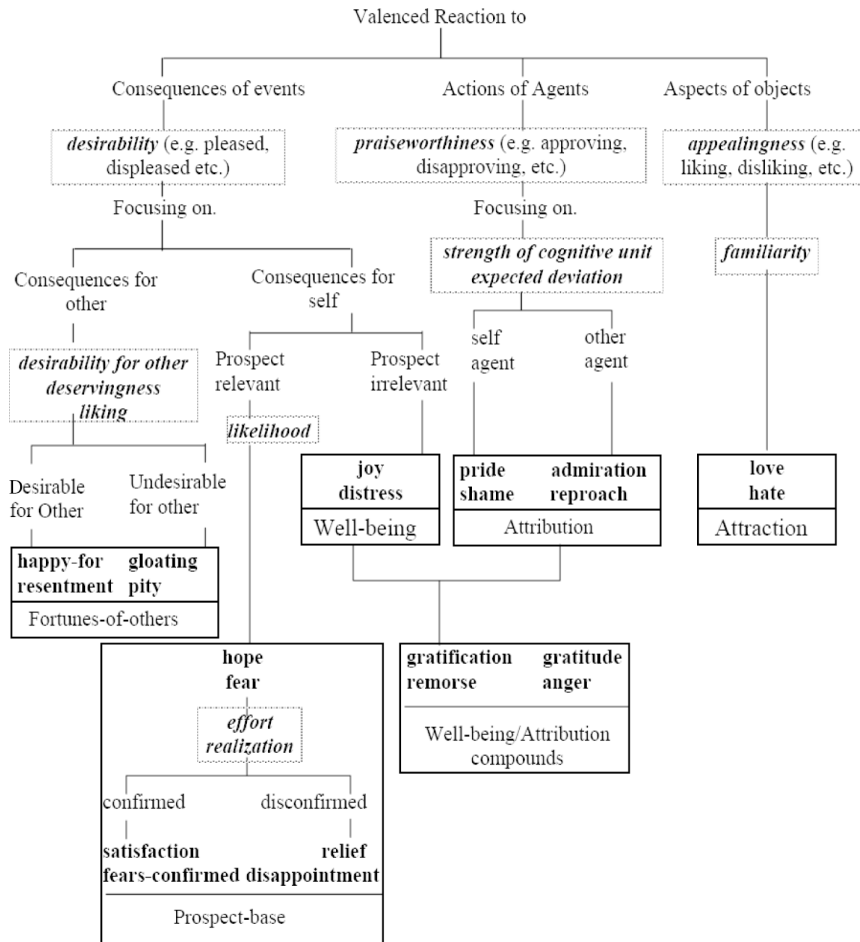 Valenced Reaction to
Consequences of events
Actions of Agents
Aspects of objects
desirability (e.g. pleased,
displeased etc.)
praiseworthiness (e.g. approving,
disapproving, etc.)
appealingness (e.g.
liking, disliking, etc.)
Focusing on.
Focusing on.
strength of cognitive unit
expected deviation
familiarity
Consequences for
other
Consequences for
self
desirability for other
deservingness
liking
Prospect
relevant
Prospect
irrelevant
self
agent
other
agent
likelihood
Desirable
for Other
Undesirable
for other
joy
distress
Well-being
pride admiration
shame reproach
Attribution
love
hate
Attraction
happy-for gloating
resentment pity
Fortunes-of-others
hope
fear
effort
realization
confirmed disconfirmed
satisfaction relief
fears-confirmed disappointment
Prospect-base
gratification gratitude
remorse anger
Well-being/Attribution
compounds